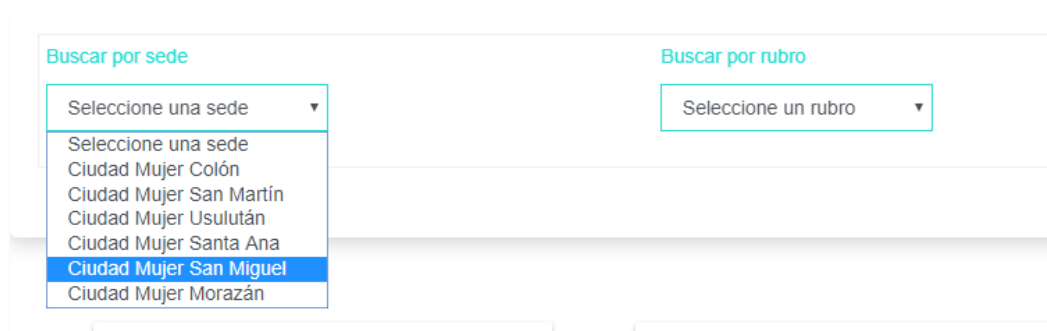 Buscar por sede
Buscar por rubro
Seleccione una sede
Seleccione un rubro
Seleccione una sede
Ciudad Mujer Colón
Ciudad Mujer San Martín
Ciudad Mujer Usulután
Ciudad Mujer Santa Ana
Ciudad Mujer San Miguel
Ciudad Mujer Morazán